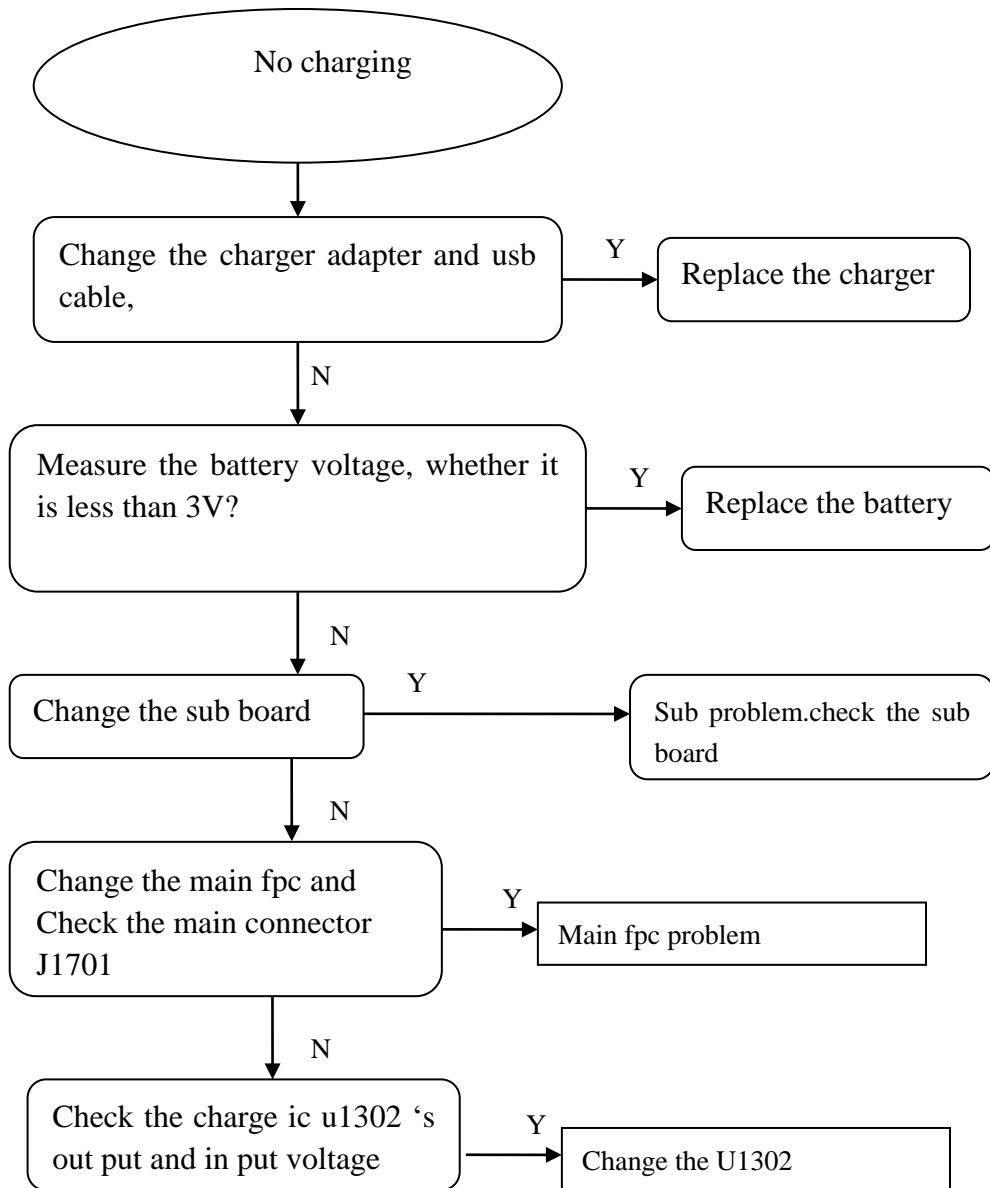 No charging
Change the charger adapter and usb
cable,
Y
Replace the charger
N
Measure the battery voltage, whether it
is less than 3V?
Y
Replace the battery
N
Change the sub board
Y
Sub problem.check the sub
board
N
Change the main fpc and
Check the main connector
J1701
Y
Main fpc problem
N
Check the charge ic u1302 ‘s
out put and in put voltage
Y
Change the U1302